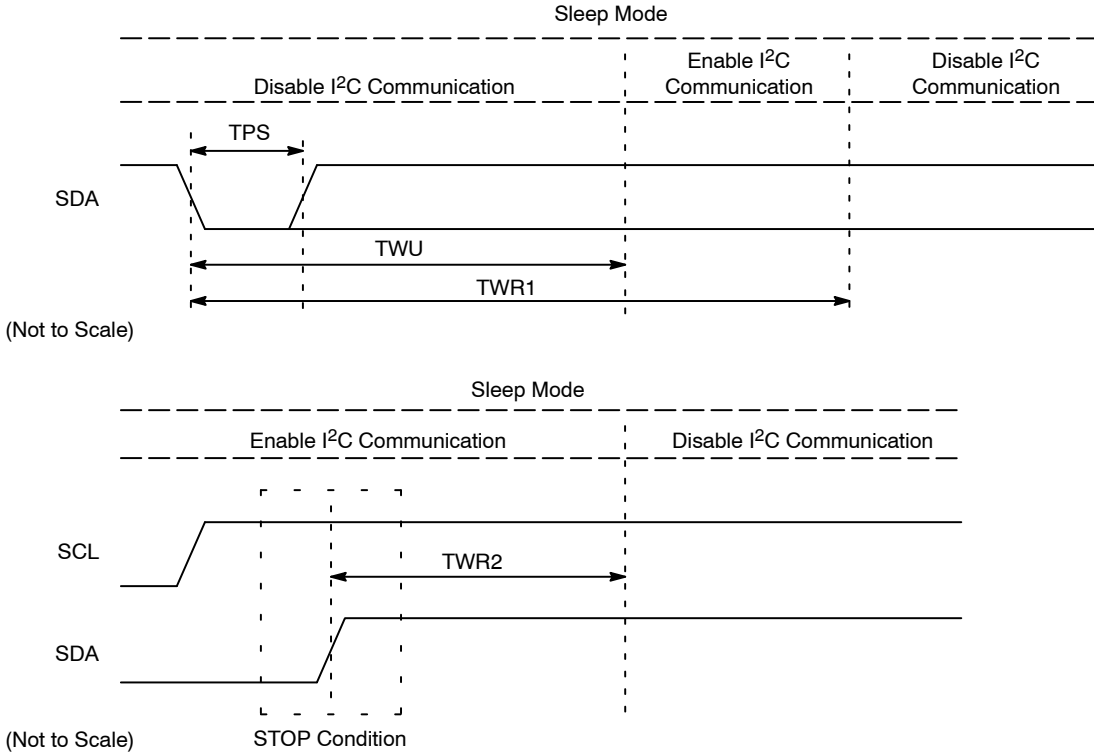 Sleep Mode
Disable I²C Communication
Enable I²C
Communication
Disable I²C
Communication
TPS
SDA
TWU
TWR1
(Not to Scale)
Sleep Mode
Enable I²C Communication
Disable I²C Communication
SCL
TWR2
SDA
(Not to Scale)
STOP Condition